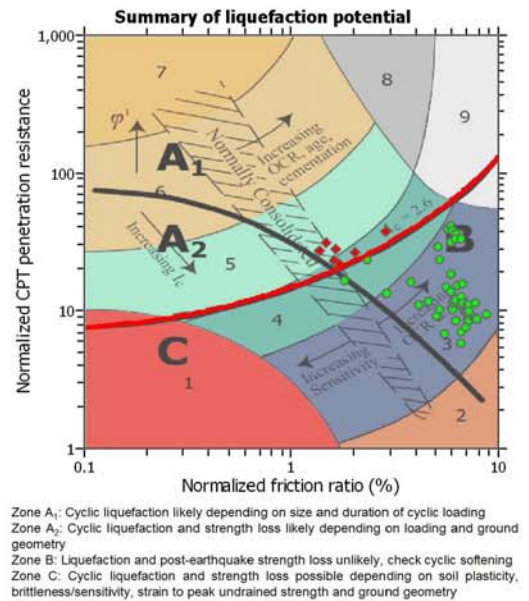 Summary of liquefaction potential
Normalized CPT penetration resistance
1,000
100
10
1
7
8
9
φ'
A1
Normally Consolidated
Increasing
OCR, age,
cementation
6
A2
Increasing Ic
5
Ic = 2.6
B
4
Increasing
OCR
3
C
1
Increasing
Sensitivity
2
0.1
1
10
Normalized friction ratio (%)
Zone A1: Cyclic liquefaction likely depending on size and duration of cyclic loading
Zone A2: Cyclic liquefaction and strength loss likely depending on loading and ground
geometry
Zone B: Liquefaction and post-earthquake strength loss unlikely, check cyclic softening
Zone C: Cyclic liquefaction and strength loss possible depending on soil plasticity,
brittleness/sensitivity, strain to peak undrained strength and ground geometry